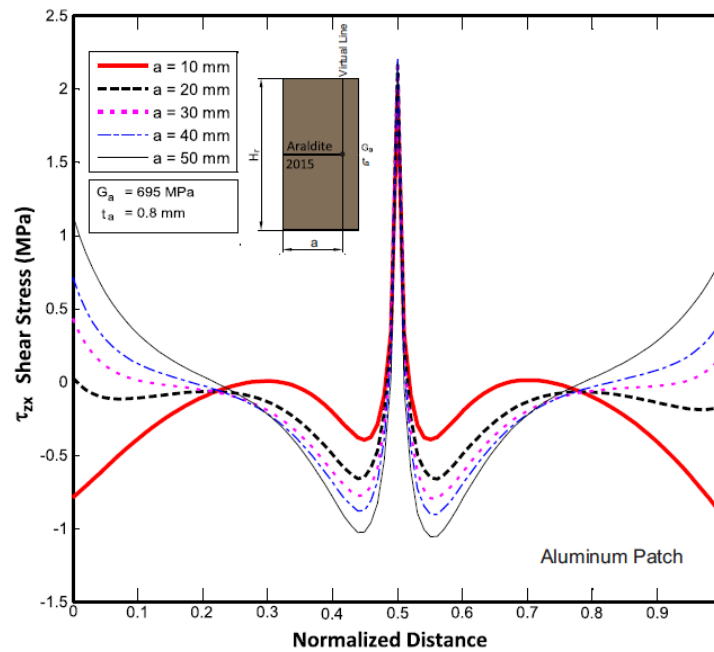 2.5
2
1.5
1
0.5
0
-0.5
-1
-1.5
τzx Shear Stress (MPa)
a = 10 mm
a = 20 mm
a = 30 mm
a = 40 mm
a = 50 mm
Ga = 695 MPa
ta = 0.8 mm
Virtual Line
Hr
Araldite
2015
Ga
ta
a
Aluminum Patch
0 0.1 0.2 0.3 0.4 0.5 0.6 0.7 0.8 0.9
Normalized Distance